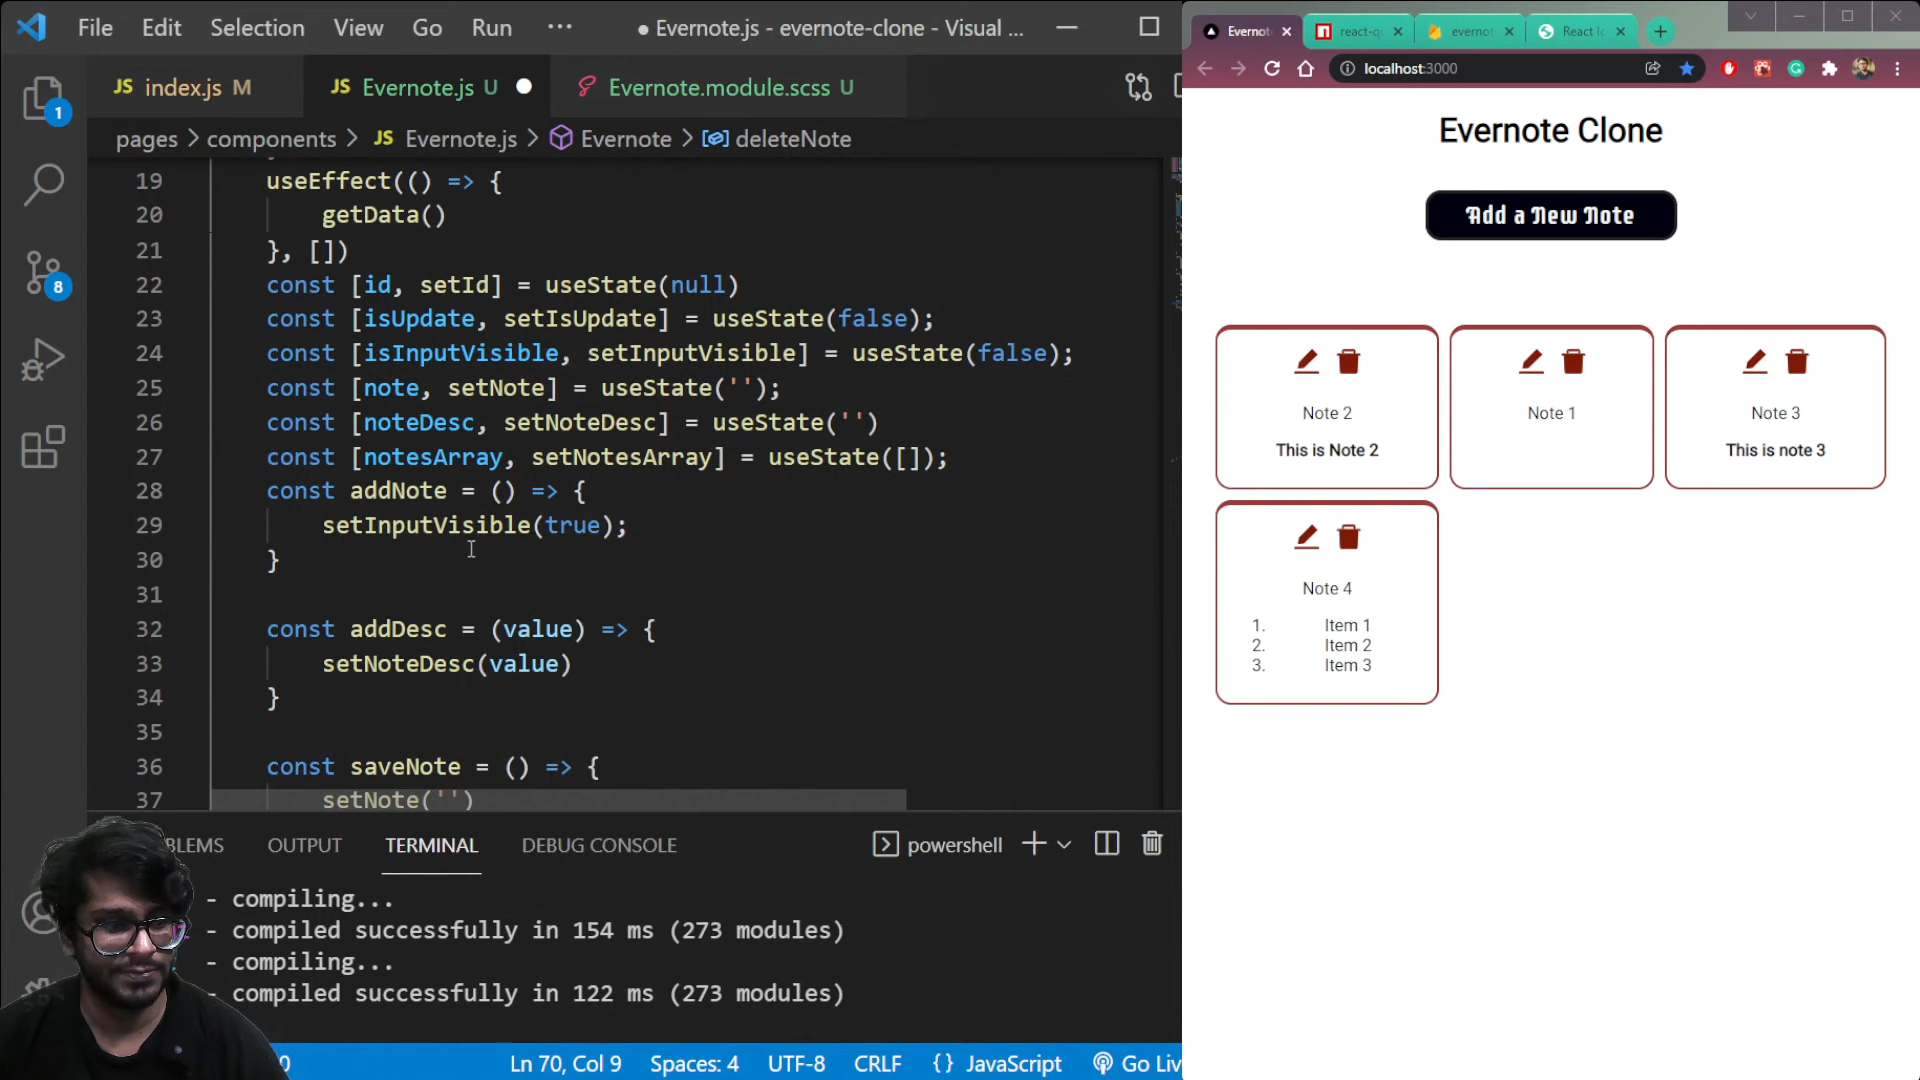 File Edit Selection View Go Run ··· ● Evernote.js - evernote-clone - Visual ...
JS index.js M JS Evernote.js U Evernote.module.scss U
pages > components > JS Evernote.js > Evernote > deleteNote
19 useEffect(() => {
20 getData()
21 }, [])
22 const [id, setId] = useState(null)
23 const [isUpdate, setIsUpdate] = useState(false);
24 const [isInputVisible, setInputVisible] = useState(false);
25 const [note, setNote] = useState('');
26 const [noteDesc, setNoteDesc] = useState('')
27 const [notesArray, setNotesArray] = useState([]);
28 const addNote = () => {
29 setInputVisible(true);
30 }
31
32 const addDesc = (value) => {
33 setNoteDesc(value)
34 }
35
36 const saveNote = () => {
37 setNote('')
1
8
BLEMS OUTPUT TERMINAL DEBUG CONSOLE powershell
- compiling...
- compiled successfully in 154 ms (273 modules)
- compiling...
- compiled successfully in 122 ms (273 modules)
0 Ln 70, Col 9 Spaces: 4 UTF-8 CRLF {} JavaScript Go Liv
Evernot react-q evernot React Ic
localhost:3000
Evernote Clone
Add a New Note
Note 2
This is Note 2
Note 1
Note 3
This is note 3
Note 4
1. Item 1
2. Item 2
3. Item 3